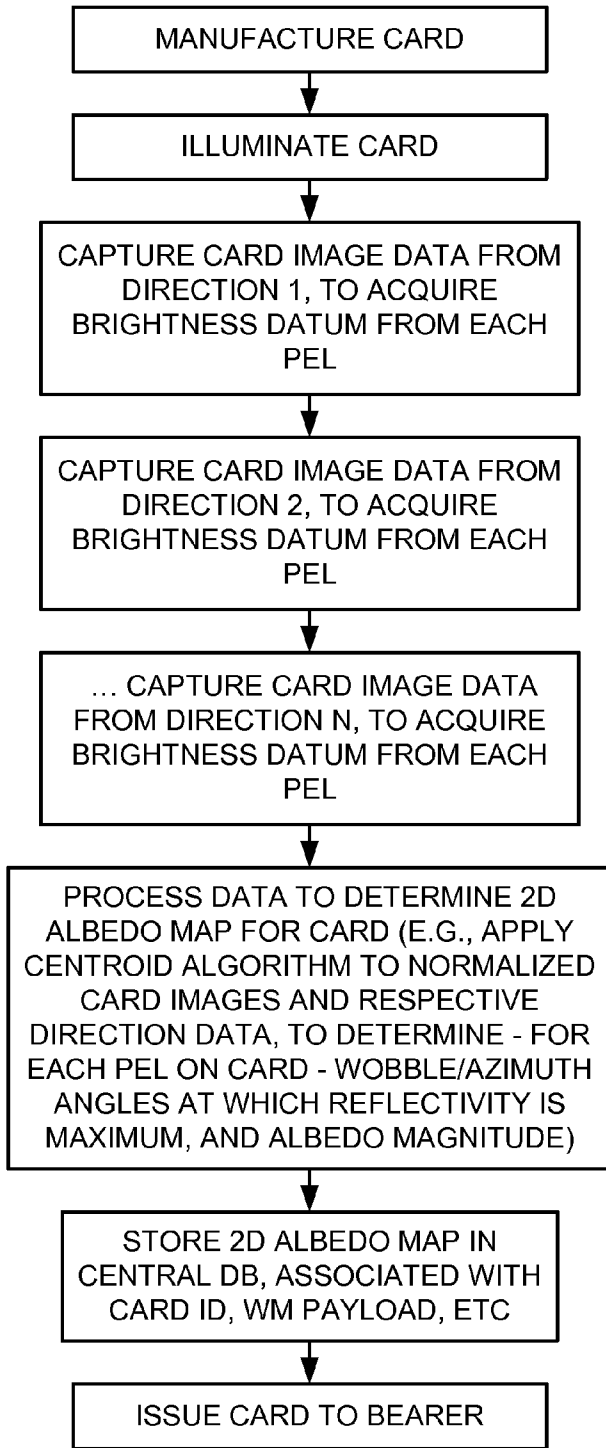 MANUFACTURE CARD
ILLUMINATE CARD
CAPTURE CARD IMAGE DATA FROM
DIRECTION 1, TO ACQUIRE
BRIGHTNESS DATUM FROM EACH
PEL
CAPTURE CARD IMAGE DATA FROM
DIRECTION 2, TO ACQUIRE
BRIGHTNESS DATUM FROM EACH
PEL
... CAPTURE CARD IMAGE DATA
FROM DIRECTION N, TO ACQUIRE
BRIGHTNESS DATUM FROM EACH
PEL
PROCESS DATA TO DETERMINE 2D
ALBEDO MAP FOR CARD (E.G., APPLY
CENTROID ALGORITHM TO NORMALIZED
CARD IMAGES AND RESPECTIVE
DIRECTION DATA, TO DETERMINE - FOR
EACH PEL ON CARD - WOBBLE/AZIMUTH
ANGLES AT WHICH REFLECTIVITY IS
MAXIMUM, AND ALBEDO MAGNITUDE)
STORE 2D ALBEDO MAP IN
CENTRAL DB, ASSOCIATED WITH
CARD ID, WM PAYLOAD, ETC
ISSUE CARD TO BEARER